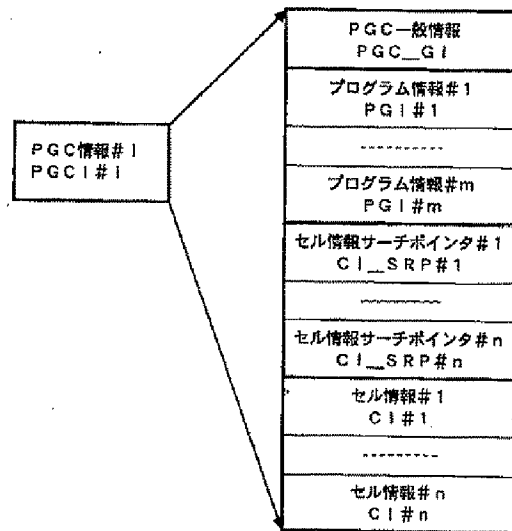 PGC情報#i
PGCI#i
PGC一般情報
PGC_GI
プログラム情報#1
PGI#1
----------
プログラム情報#m
PGI#m
セル情報サーチポインタ#1
CI_SRP#1
----------
セル情報サーチポインタ#n
CI_SRP#n
セル情報#1
CI#1
----------
セル情報#n
CI#n